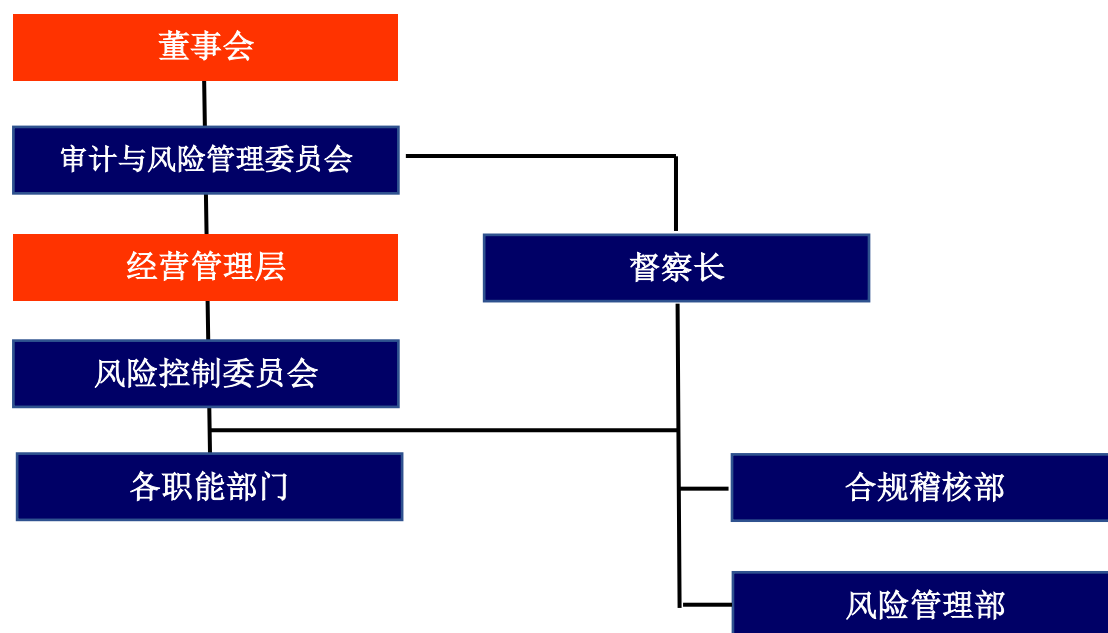 董事会
审计与风险管理委员会
经营管理层
督察长
风险控制委员会
各职能部门
合规稽核部
风险管理部